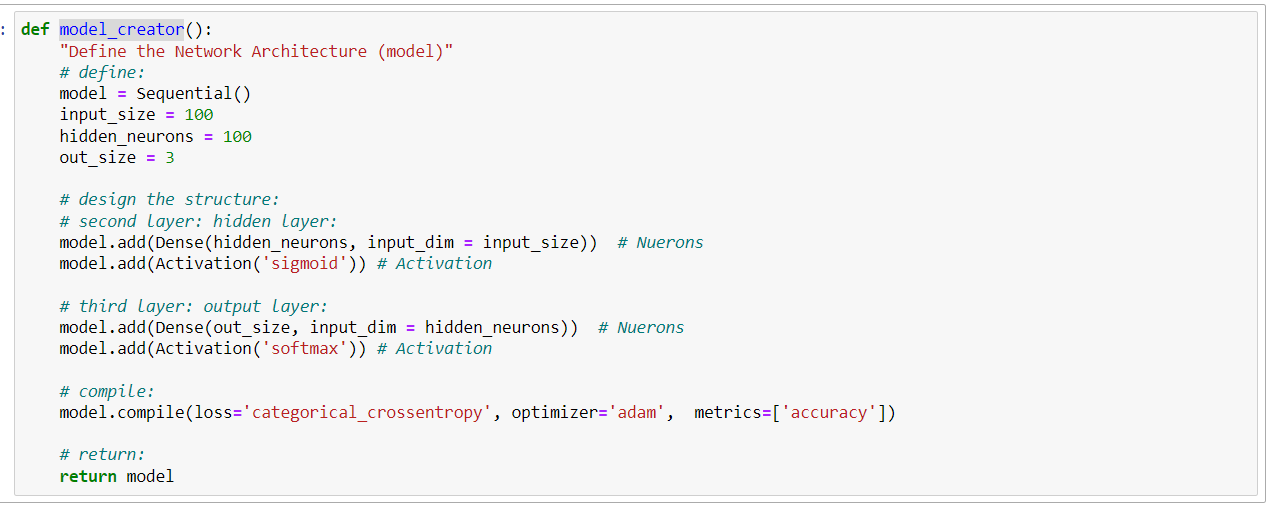 : def model_creator():
    "Define the Network Architecture (model)"
    # define:
    model = Sequential()
    input_size = 100
    hidden_neurons = 100
    out_size = 3

    # design the structure:
    # second layer: hidden layer:
    model.add(Dense(hidden_neurons, input_dim = input_size))  # Nuerons
    model.add(Activation('sigmoid')) # Activation

    # third layer: output layer:
    model.add(Dense(out_size, input_dim = hidden_neurons))  # Nuerons
    model.add(Activation('softmax')) # Activation

    # compile:
    model.compile(loss='categorical_crossentropy', optimizer='adam',  metrics=['accuracy'])

    # return:
    return model